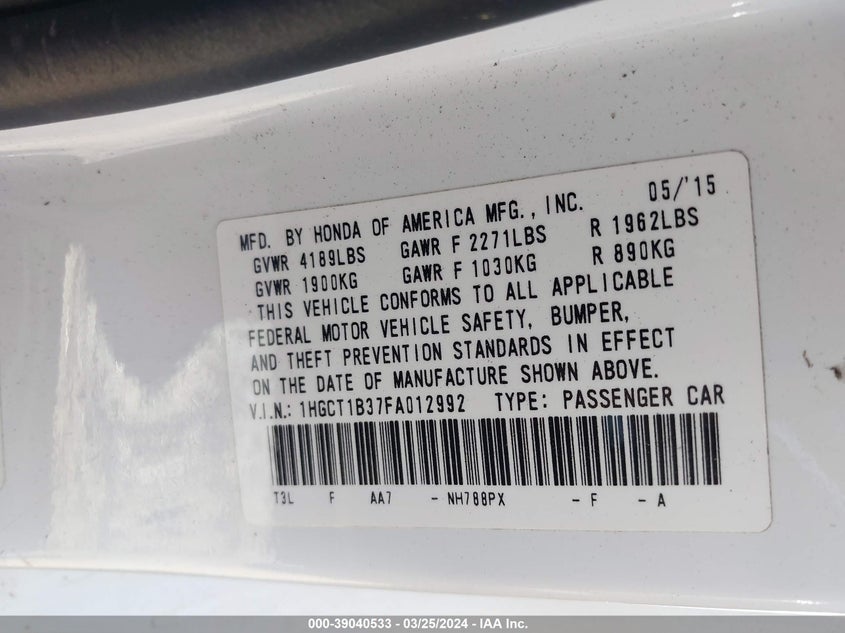 MFD. BY HONDA OF AMERICA MFG., INC. 05/'15
GVWR 4189LBS GAWR F 2271LBS R 1962LBS
GVWR 1900KG GAWR F 1030KG R 890KG
THIS VEHICLE CONFORMS TO ALL APPLICABLE
FEDERAL MOTOR VEHICLE SAFETY, BUMPER,
AND THEFT PREVENTION STANDARDS IN EFFECT
ON THE DATE OF MANUFACTURE SHOWN ABOVE.
V.I.N.: 1HGCT1B37FA012992 TYPE: PASSENGER CAR
T3L F AA7 - NH788PX - F - A
000-39040533 - 03/25/2024 - IAA Inc.